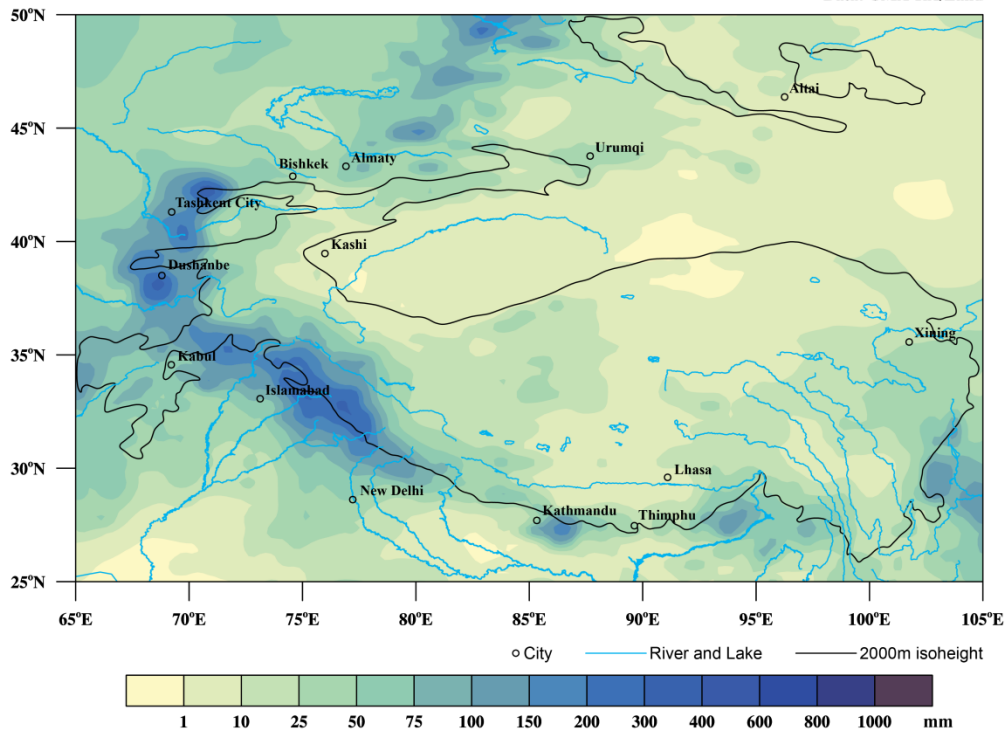 50°N
45°N
40°N
35°N
30°N
25°N
Altai
Urumqi
Almaty
Bishkek
Tashkent City
Kashi
Dushanbe
Xining
Kabul
Islamabad
Lhasa
New Delhi
Kathmandu
Thimphu
65°E 70°E 75°E 80°E 85°E 90°E 95°E 100°E 105°E
City River and Lake 2000m isoheight
1 10 25 50 75 100 150 200 300 400 600 800 1000 mm